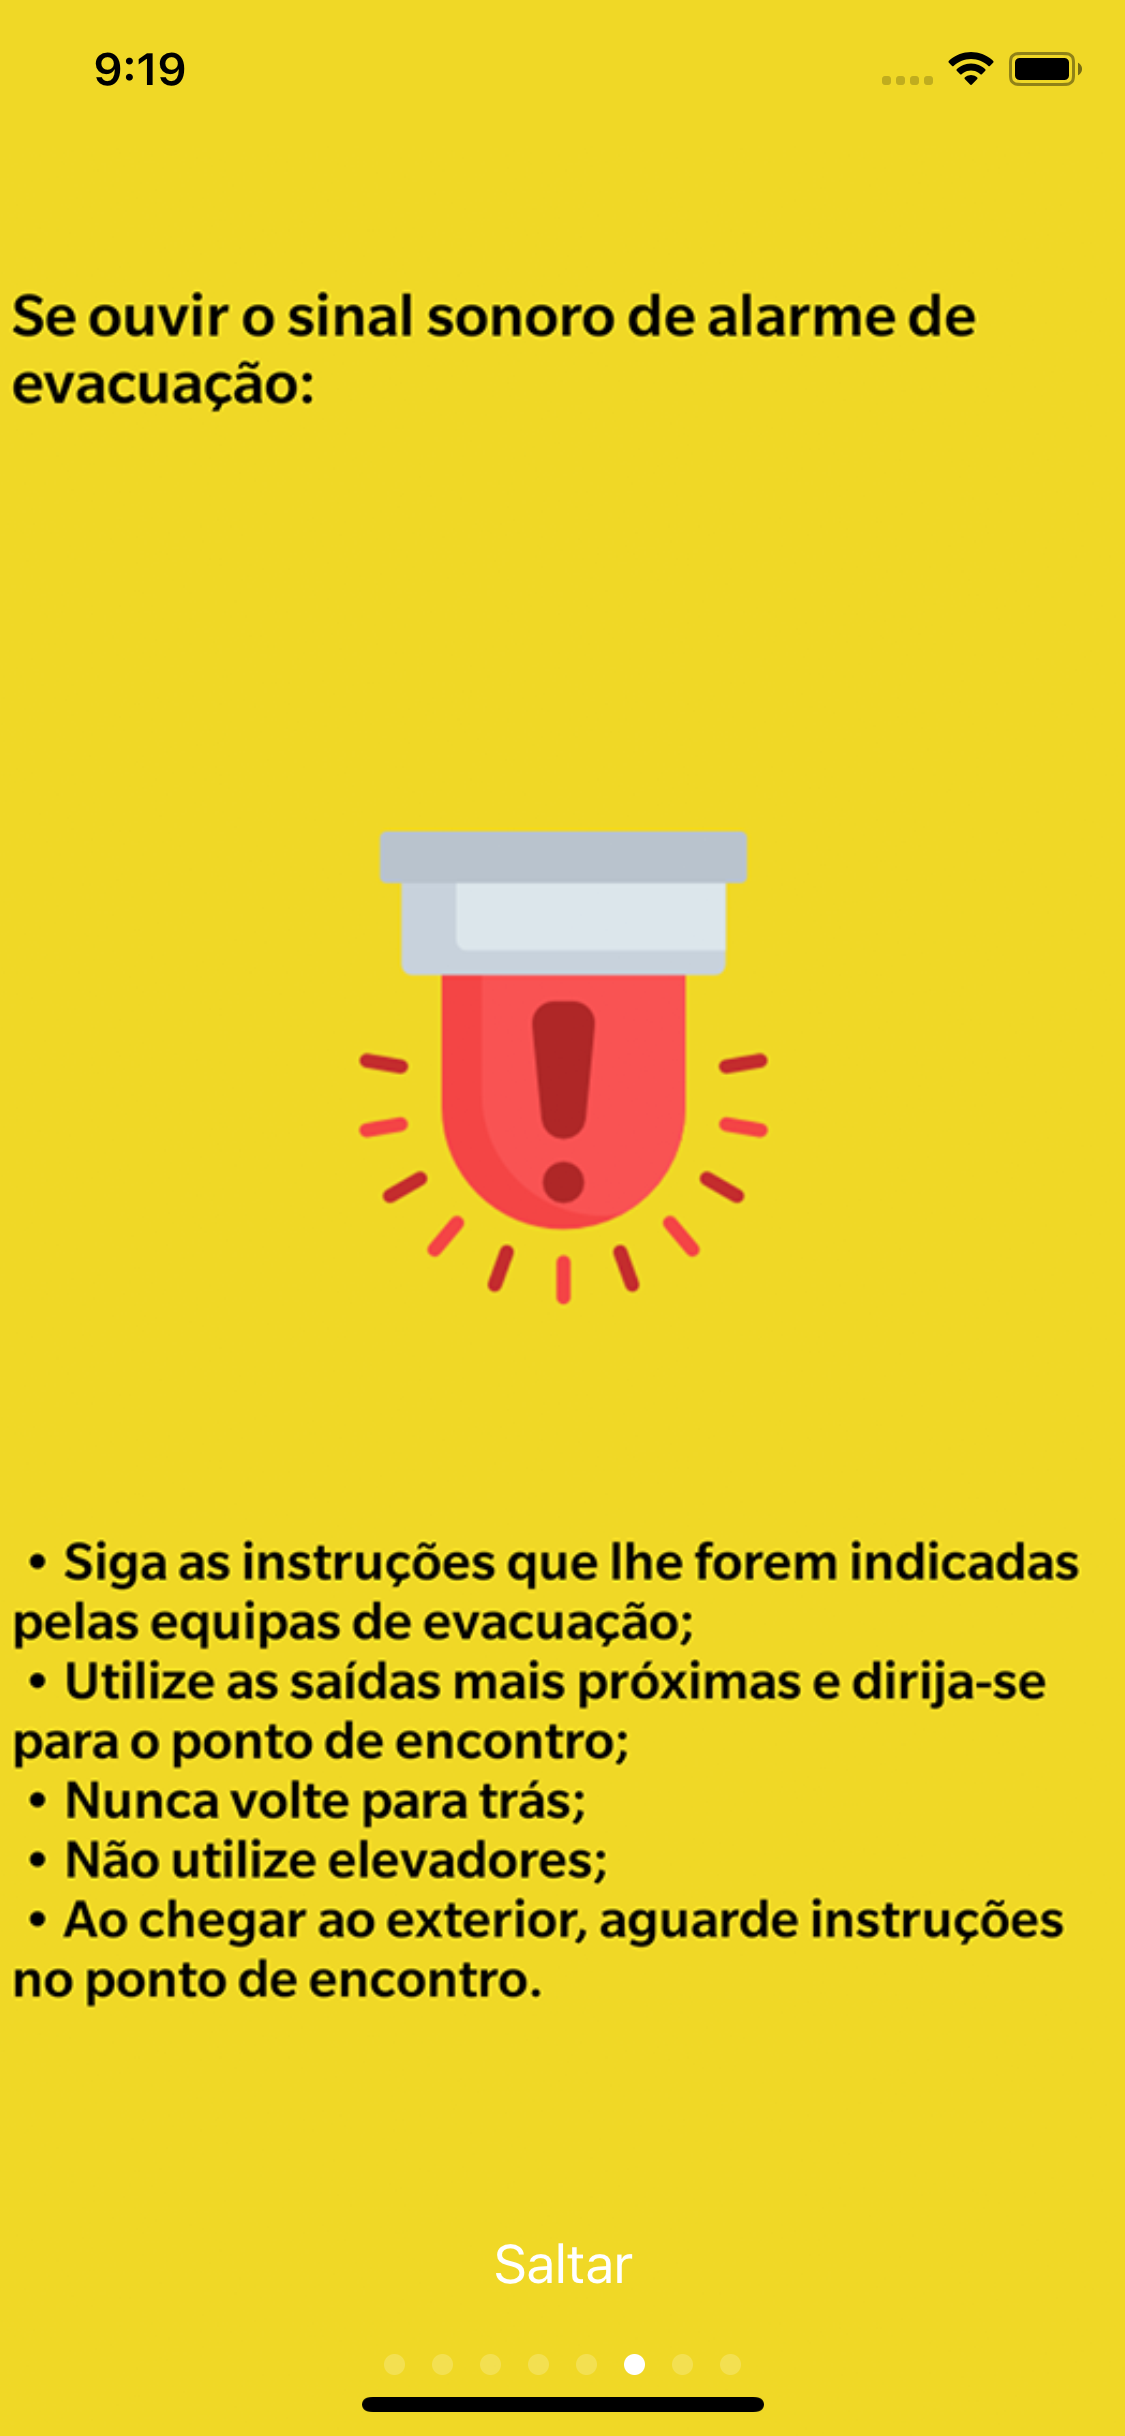 9:19
Se ouvir o sinal sonoro de alarme de
evacuação:
• Siga as instruções que lhe forem indicadas
pelas equipas de evacuação;
• Utilize as saídas mais próximas e dirija-se
para o ponto de encontro;
• Nunca volte para trás;
• Não utilize elevadores;
• Ao chegar ao exterior, aguarde instruções
no ponto de encontro.
Saltar